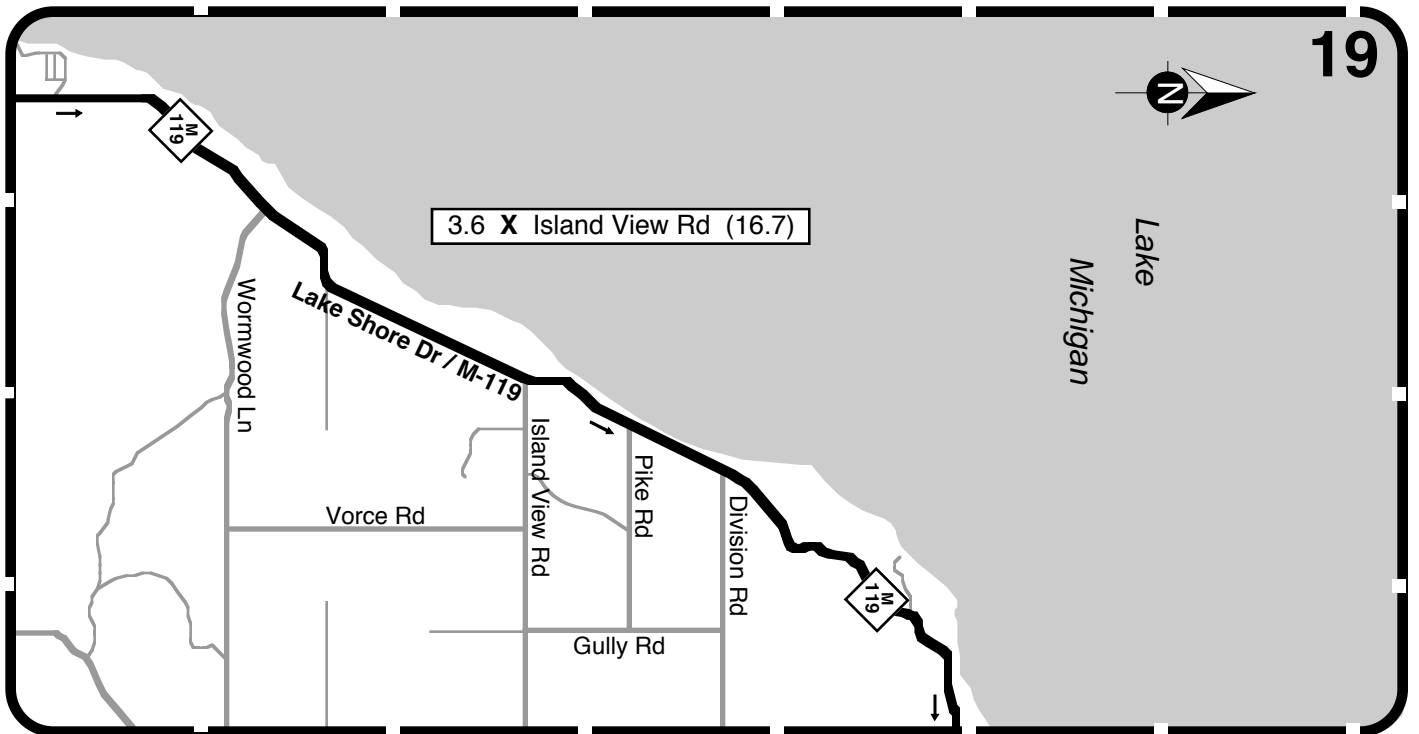 19
N
M
119
3.6 X Island View Rd (16.7)
Lake
Michigan
Wormwood Ln
Lake Shore Dr / M-119
Island View Rd
Pike Rd
Vorce Rd
Division Rd
M
119
Gully Rd